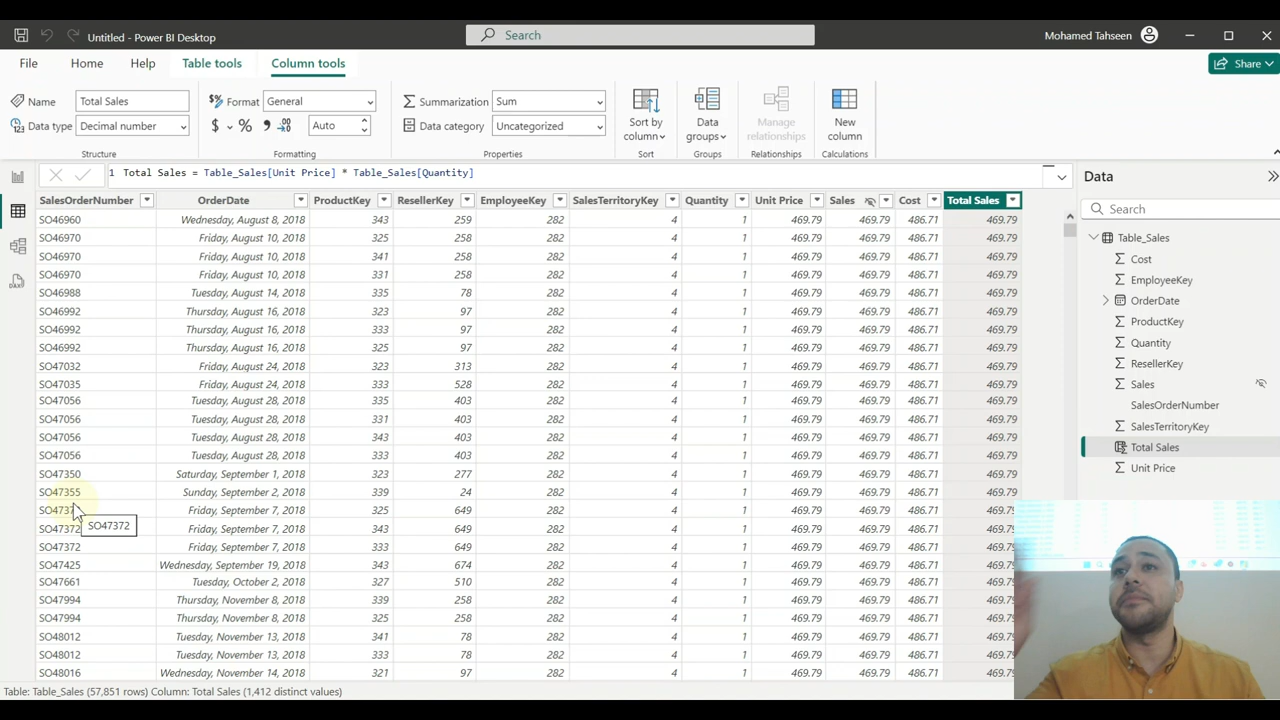 Untitled - Power BI Desktop
Search
Mohamed Tahseen
File Home Help Table tools Column tools
Share
Name Total Sales
Data type Decimal number
Structure
Format General
$ % Auto
Formatting
Summarization Sum
Data category Uncategorized
Properties
Sort by column
Sort
Data groups
Groups
Manage relationships
Relationships
New column
Calculations
1 Total Sales = Table_Sales[Unit Price] * Table_Sales[Quantity]
SalesOrderNumber OrderDate ProductKey ResellerKey EmployeeKey SalesTerritoryKey Quantity Unit Price Sales Cost Total Sales
SO46960 Wednesday, August 8, 2018 343 259 282 4 1 469.79 469.79 486.71 469.79
SO46970 Friday, August 10, 2018 325 258 282 4 1 469.79 469.79 486.71 469.79
SO46970 Friday, August 10, 2018 341 258 282 4 1 469.79 469.79 486.71 469.79
SO46970 Friday, August 10, 2018 331 258 282 4 1 469.79 469.79 486.71 469.79
SO46988 Tuesday, August 14, 2018 335 78 282 4 1 469.79 469.79 486.71 469.79
SO46992 Thursday, August 16, 2018 323 97 282 4 1 469.79 469.79 486.71 469.79
SO46992 Thursday, August 16, 2018 333 97 282 4 1 469.79 469.79 486.71 469.79
SO46992 Thursday, August 16, 2018 325 97 282 4 1 469.79 469.79 486.71 469.79
SO47032 Friday, August 24, 2018 323 313 282 4 1 469.79 469.79 486.71 469.79
SO47035 Friday, August 24, 2018 333 528 282 4 1 469.79 469.79 486.71 469.79
SO47056 Tuesday, August 28, 2018 335 403 282 4 1 469.79 469.79 486.71 469.79
SO47056 Tuesday, August 28, 2018 331 403 282 4 1 469.79 469.79 486.71 469.79
SO47056 Tuesday, August 28, 2018 343 403 282 4 1 469.79 469.79 486.71 469.79
SO47056 Tuesday, August 28, 2018 333 403 282 4 1 469.79 469.79 486.71 469.79
SO47350 Saturday, September 1, 2018 323 277 282 4 1 469.79 469.79 486.71 469.79
SO47355 Sunday, September 2, 2018 339 24 282 4 1 469.79 469.79 486.71 469.79
SO4737 Friday, September 7, 2018 325 649 282 4 1 469.79 469.79 486.71 469.79
SO47372
SO47372 Friday, September 7, 2018 343 649 282 4 1 469.79 469.79 486.71 469.79
SO47372 Friday, September 7, 2018 333 649 282 4 1 469.79 469.79 486.71 469.79
SO47425 Wednesday, September 19, 2018 343 674 282 4 1 469.79 469.79 486.71 469.79
SO47661 Tuesday, October 2, 2018 327 510 282 4 1 469.79 469.79 486.71 469.79
SO47994 Thursday, November 8, 2018 339 258 282 4 1 469.79 469.79 486.71 469.79
SO47994 Thursday, November 8, 2018 325 258 282 4 1 469.79 469.79 486.71 469.79
SO48012 Tuesday, November 13, 2018 341 78 282 4 1 469.79 469.79 486.71 469.79
SO48012 Tuesday, November 13, 2018 333 78 282 4 1 469.79 469.79 486.71 469.79
SO48016 Wednesday, November 14, 2018 321 97 282 4 1 469.79 469.79 486.71 469.79
Table: Table_Sales (57,851 rows) Column: Total Sales (1,412 distinct values)
Data
Search
Table_Sales
Cost
EmployeeKey
OrderDate
ProductKey
Quantity
ResellerKey
Sales
SalesOrderNumber
SalesTerritoryKey
Total Sales
Unit Price